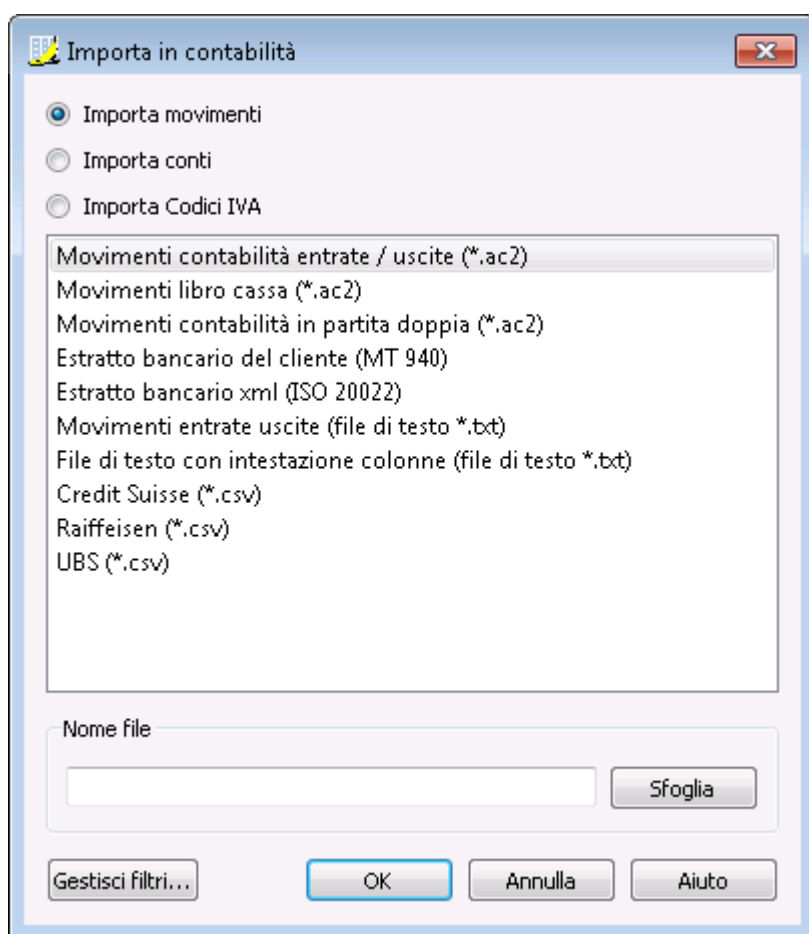 Importa in contabilità
Importa movimenti
Importa conti
Importa Codici IVA
Movimenti contabilità entrate / uscite (*.ac2)
Movimenti libro cassa (*.ac2)
Movimenti contabilità in partita doppia (*.ac2)
Estratto bancario del cliente (MT 940)
Estratto bancario xml (ISO 20022)
Movimenti entrate uscite (file di testo *.txt)
File di testo con intestazione colonne (file di testo *.txt)
Credit Suisse (*.csv)
Raiffeisen (*.csv)
UBS (*.csv)
Nome file
Sfoglia
Gestisci filtri... OK Annulla Aiuto